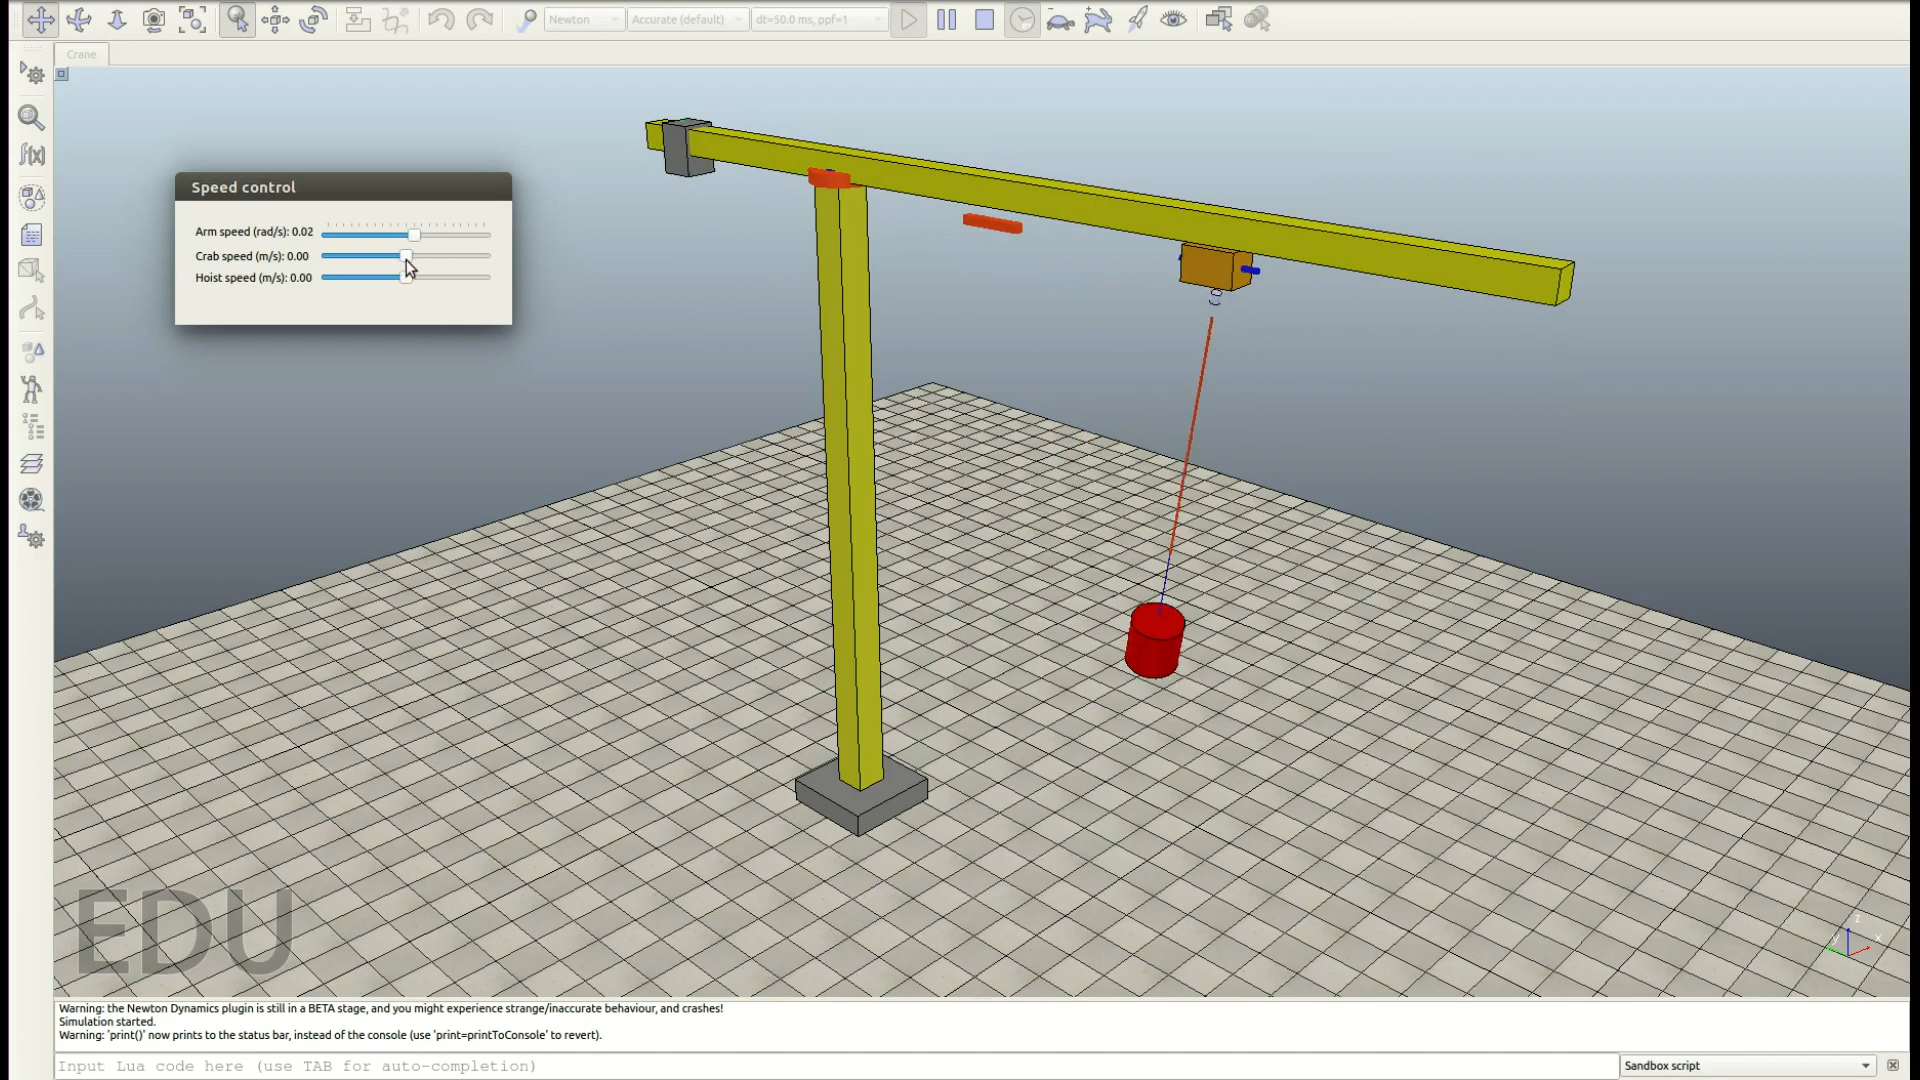 Newton
Accurate (default)
dt=50.0 ms, ppf=1
Crane
f(x)
Speed control
Arm speed (rad/s): 0.02
Crab speed (m/s): 0.00
Hoist speed (m/s): 0.00
EDU
z
y
x
Warning: the Newton Dynamics plugin is still in a BETA stage, and you might experience strange/inaccurate behaviour, and crashes!
Simulation started.
Warning: 'print()' now prints to the status bar, instead of the console (use 'print=printToConsole' to revert).
Input Lua code here (use TAB for auto-completion)
Sandbox script